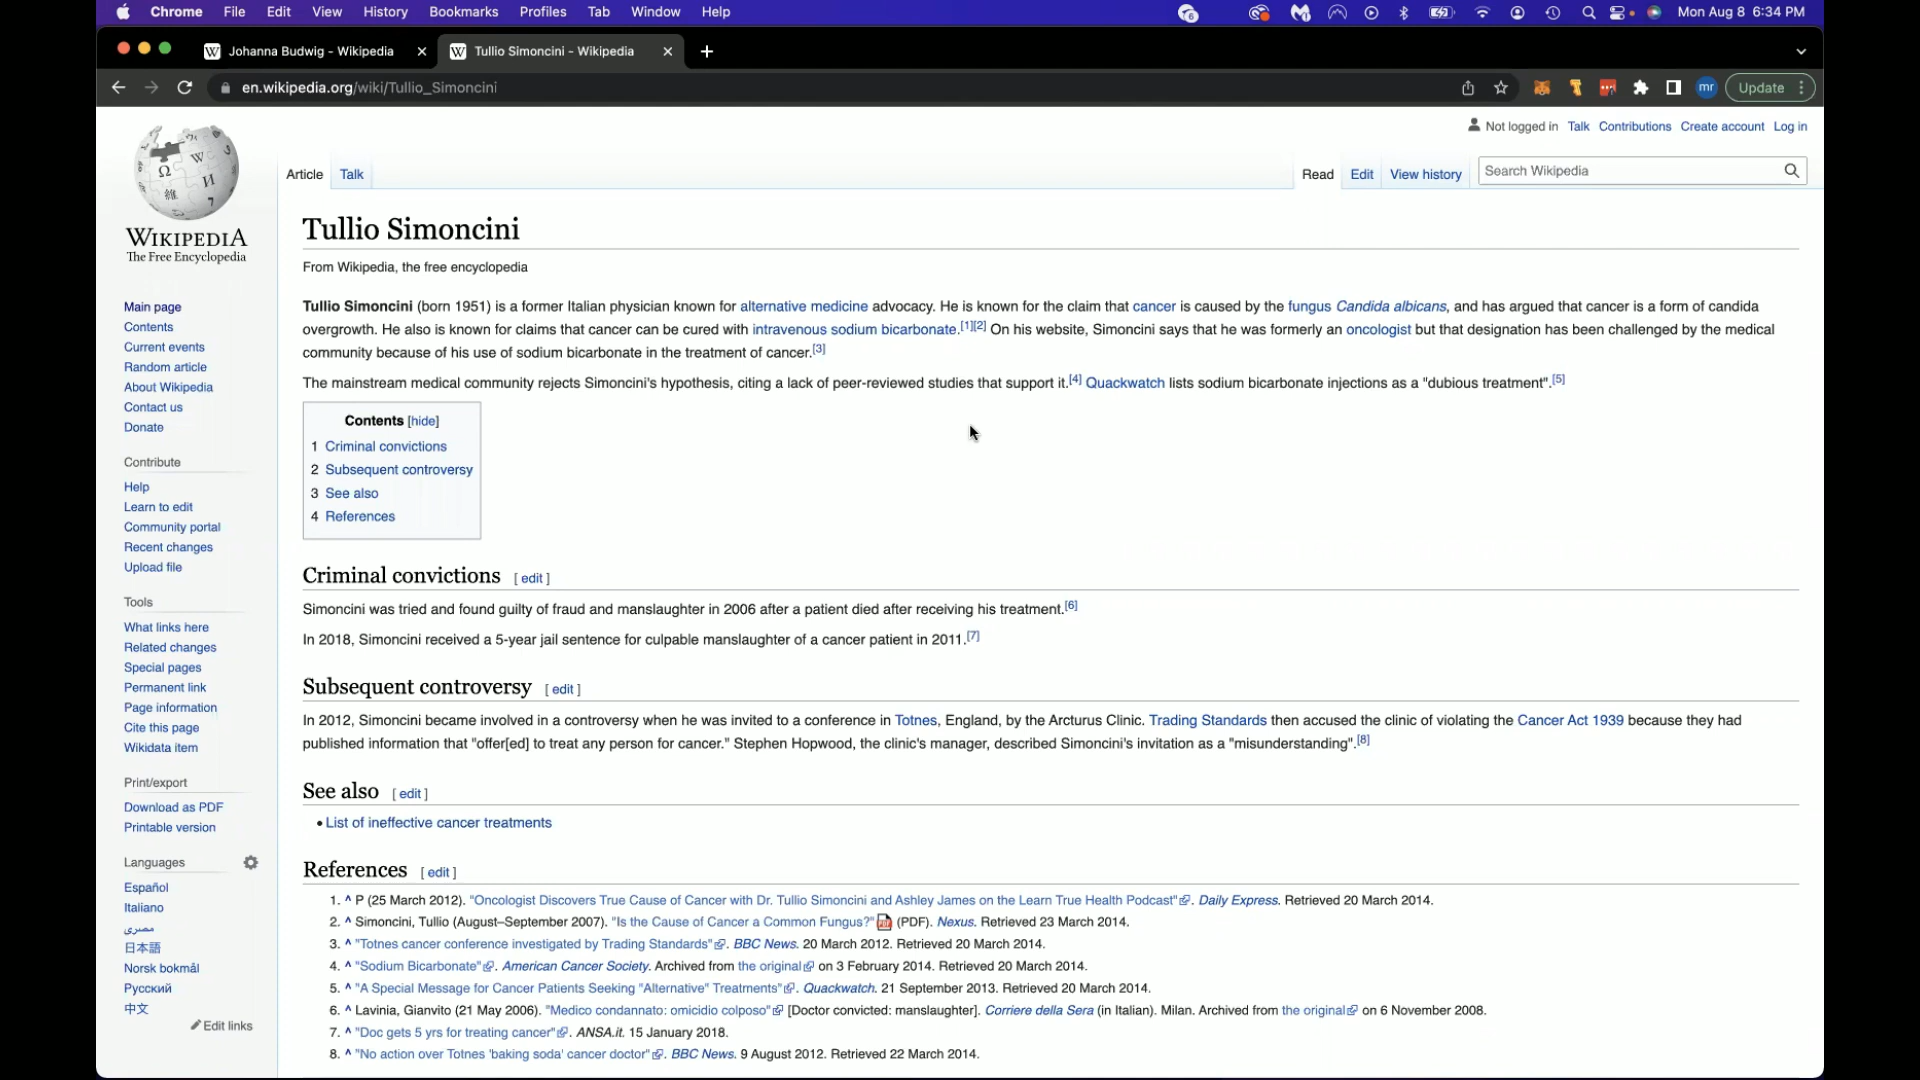 Chrome File Edit View History Bookmarks Profiles Tab Window Help Mon Aug 8 6:34 PM
Johanna Budwig - Wikipedia Tullio Simoncini - Wikipedia
en.wikipedia.org/wiki/Tullio_Simoncini mr Update
Not logged in Talk Contributions Create account Log in
Article Talk Read Edit View history Search Wikipedia
WIKIPEDIA
The Free Encyclopedia
Main page
Contents
Current events
Random article
About Wikipedia
Contact us
Donate
Contribute
Help
Learn to edit
Community portal
Recent changes
Upload file
Tools
What links here
Related changes
Special pages
Permanent link
Page information
Cite this page
Wikidata item
Print/export
Download as PDF
Printable version
Languages
Español
Italiano
مصرى
日本語
Norsk bokmål
Русский
中文
Edit links
Tullio Simoncini
From Wikipedia, the free encyclopedia
Tullio Simoncini (born 1951) is a former Italian physician known for alternative medicine advocacy. He is known for the claim that cancer is caused by the fungus Candida albicans, and has argued that cancer is a form of candida
overgrowth. He also is known for claims that cancer can be cured with intravenous sodium bicarbonate.[1][2] On his website, Simoncini says that he was formerly an oncologist but that designation has been challenged by the medical
community because of his use of sodium bicarbonate in the treatment of cancer.[3]
The mainstream medical community rejects Simoncini's hypothesis, citing a lack of peer-reviewed studies that support it.[4] Quackwatch lists sodium bicarbonate injections as a "dubious treatment".[5]
Contents [hide]
1 Criminal convictions
2 Subsequent controversy
3 See also
4 References
Criminal convictions [ edit ]
Simoncini was tried and found guilty of fraud and manslaughter in 2006 after a patient died after receiving his treatment.[6]
In 2018, Simoncini received a 5-year jail sentence for culpable manslaughter of a cancer patient in 2011.[7]
Subsequent controversy [ edit ]
In 2012, Simoncini became involved in a controversy when he was invited to a conference in Totnes, England, by the Arcturus Clinic. Trading Standards then accused the clinic of violating the Cancer Act 1939 because they had
published information that "offer[ed] to treat any person for cancer." Stephen Hopwood, the clinic's manager, described Simoncini's invitation as a "misunderstanding".[8]
See also [ edit ]
• List of ineffective cancer treatments
References [ edit ]
1. ^ P (25 March 2012). "Oncologist Discovers True Cause of Cancer with Dr. Tullio Simoncini and Ashley James on the Learn True Health Podcast". Daily Express. Retrieved 20 March 2014.
2. ^ Simoncini, Tullio (August–September 2007). "Is the Cause of Cancer a Common Fungus?" (PDF). Nexus. Retrieved 23 March 2014.
3. ^ "Totnes cancer conference investigated by Trading Standards". BBC News. 20 March 2012. Retrieved 20 March 2014.
4. ^ "Sodium Bicarbonate". American Cancer Society. Archived from the original on 3 February 2014. Retrieved 20 March 2014.
5. ^ "A Special Message for Cancer Patients Seeking "Alternative" Treatments". Quackwatch. 21 September 2013. Retrieved 20 March 2014.
6. ^ Lavinia, Gianvito (21 May 2006). "Medico condannato: omicidio colposo" [Doctor convicted: manslaughter]. Corriere della Sera (in Italian). Milan. Archived from the original on 6 November 2008.
7. ^ "Doc gets 5 yrs for treating cancer". ANSA.it. 15 January 2018.
8. ^ "No action over Totnes 'baking soda' cancer doctor". BBC News. 9 August 2012. Retrieved 22 March 2014.